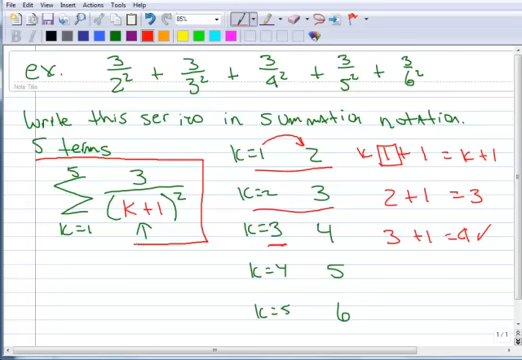 File Edit View Insert Actions Tools Help
85%
ex. 3/2² + 3/3² + 3/4² + 3/5² + 3/6²
Note Title
Write this series in summation notation.
5 terms
5 ∑ k=1 3/(k+1)²
k=1 2 k 1 + 1 = k+1
k=2 3 2 + 1 = 3
k=3 4 3 + 1 = 4 ✓
k=4 5
k=5 6
1/1